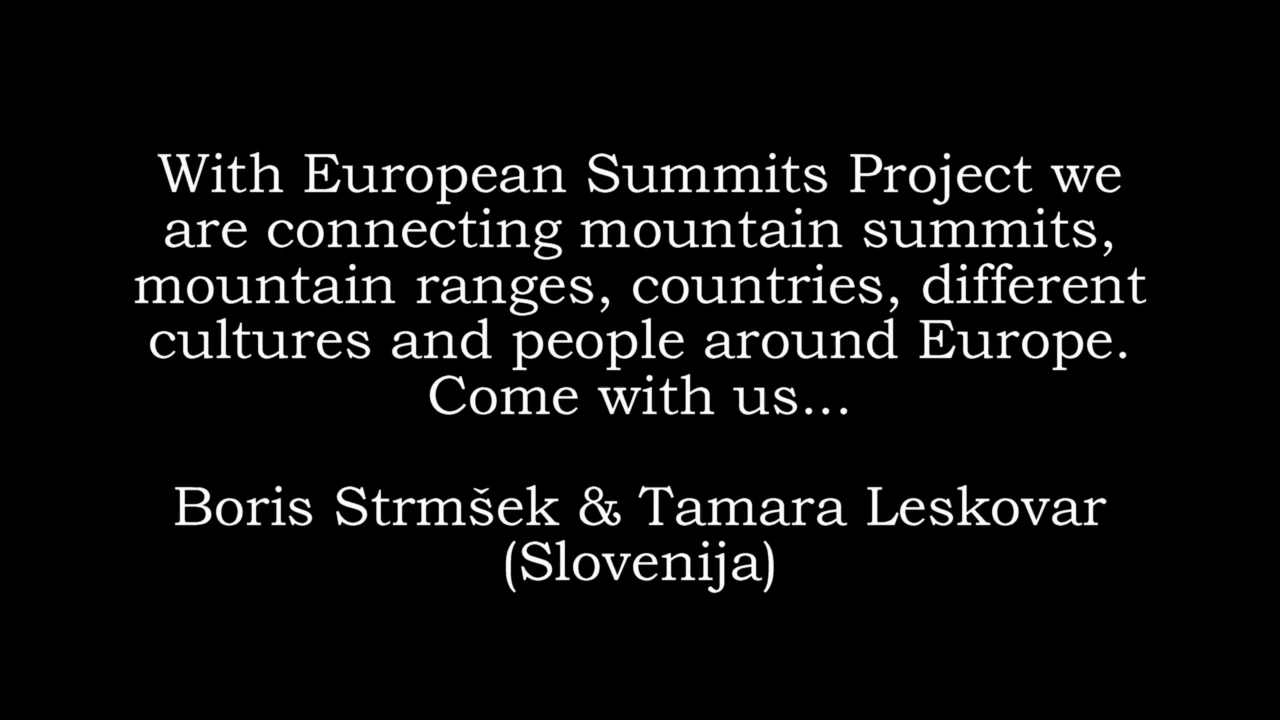 With European Summits Project we
are connecting mountain summits,
mountain ranges, countries, different
cultures and people around Europe.
Come with us...
Boris Strmšek & Tamara Leskovar
(Slovenija)